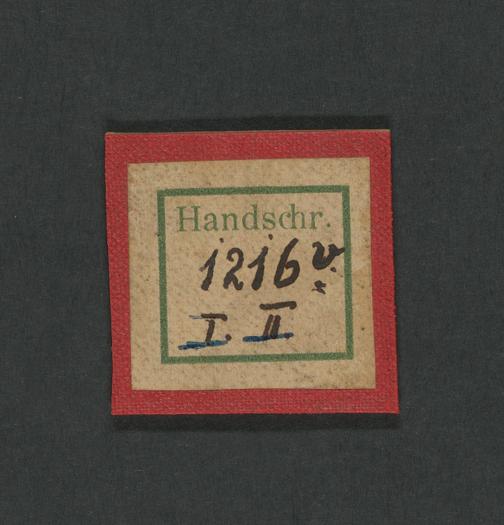 Handschr.
1216 v.
I. II